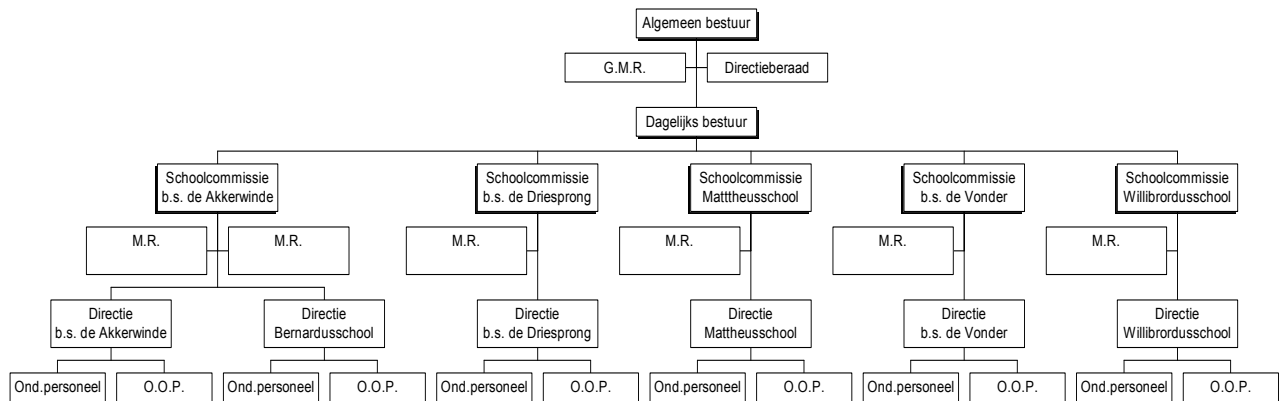 Algemeen bestuur
G.M.R.
Directieberaad
Dagelijks bestuur
Schoolcommissie
b.s. de Akkerwinde
Schoolcommissie
b.s. de Driesprong
Schoolcommissie
Matttheusschool
Schoolcommissie
b.s. de Vonder
Schoolcommissie
Willibrordusschool
M.R.
M.R.
M.R.
M.R.
M.R.
M.R.
Directie
b.s. de Akkerwinde
Directie
Bernardusschool
Directie
b.s. de Driesprong
Directie
Mattheusschool
Directie
b.s. de Vonder
Directie
Willibrordusschool
Ond.personeel
O.O.P.
Ond.personeel
O.O.P.
Ond.personeel
O.O.P.
Ond.personeel
O.O.P.
Ond.personeel
O.O.P.
Ond.personeel
O.O.P.